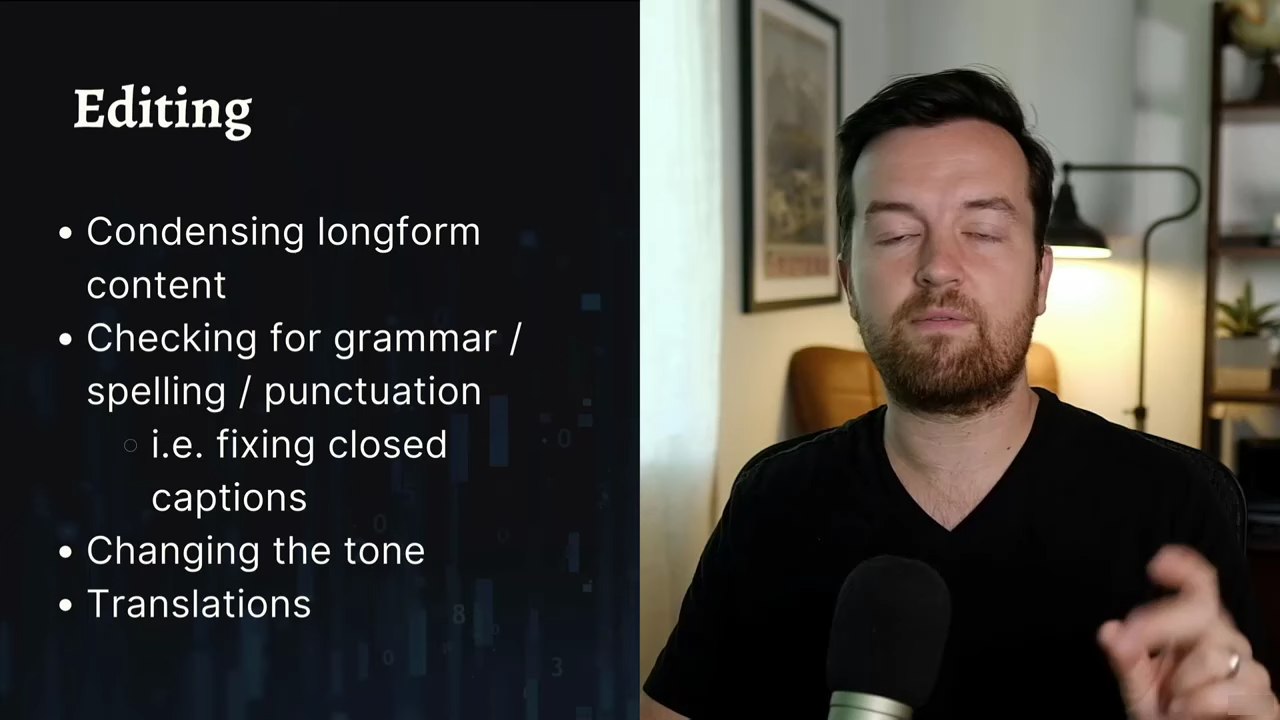 Editing
• Condensing longform
content
• Checking for grammar /
spelling / punctuation
○ i.e. fixing closed
captions
• Changing the tone
• Translations